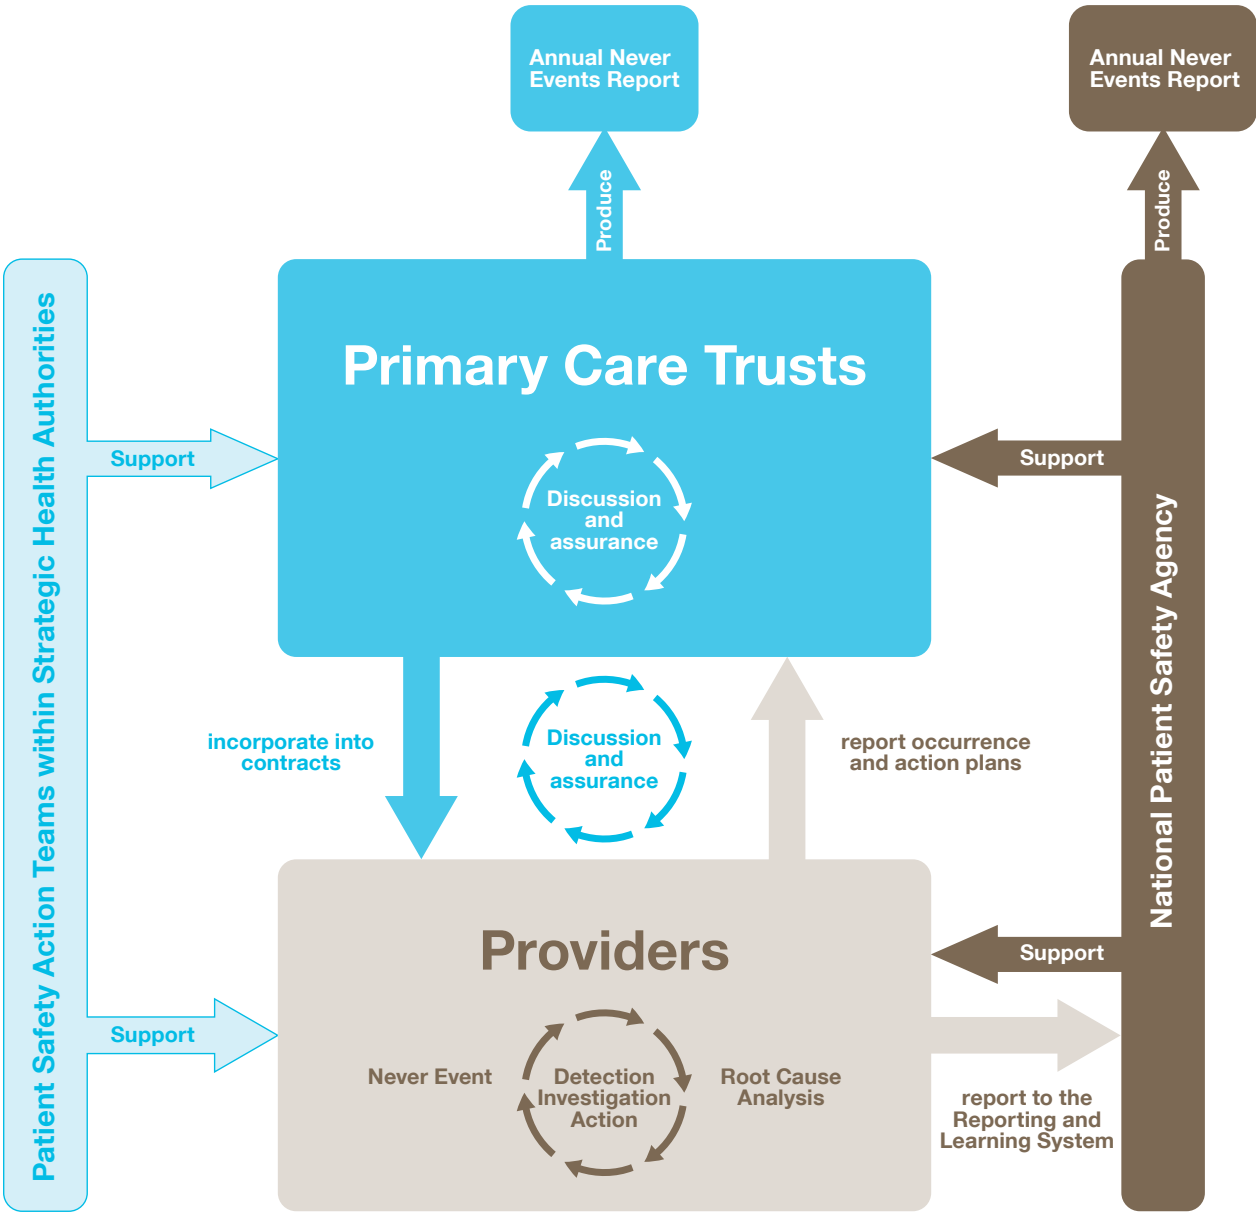 Annual Never
Events Report
Annual Never
Events Report
Produce
Produce
Patient Safety Action Teams within Strategic Health Authorities
Primary Care Trusts
Support
Support
Discussion
and
assurance
National Patient Safety Agency
incorporate into
contracts
Discussion
and
assurance
report occurrence
and action plans
Providers
Support
Support
Never Event
Detection
Investigation
Action
Root Cause
Analysis
report to the
Reporting and
Learning System